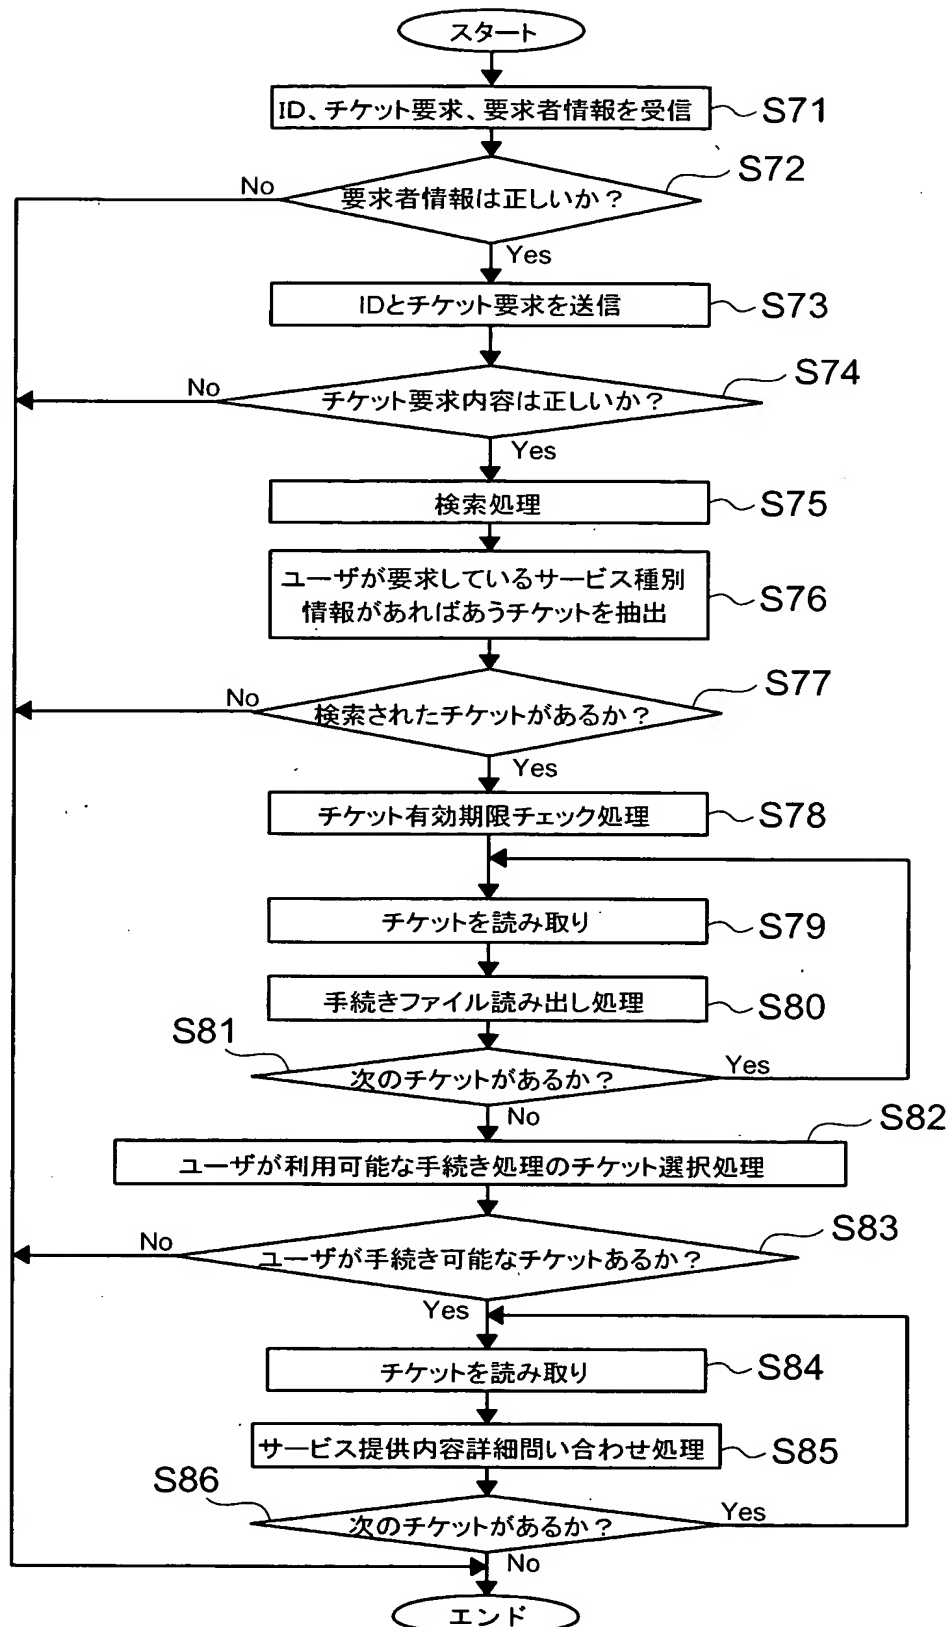 スタート
ID、チケット要求、要求者情報を受信
S71
要求者情報は正しいか?
S72
No
Yes
IDとチケット要求を送信
S73
チケット要求内容は正しいか?
S74
No
Yes
検索処理
S75
ユーザが要求しているサービス種別
情報があればあうチケットを抽出
S76
検索されたチケットがあるか?
S77
No
Yes
チケット有効期限チェック処理
S78
チケットを読み取り
S79
手続きファイル読み出し処理
S80
S81
次のチケットがあるか?
Yes
No
S82
ユーザが利用可能な手続き処理のチケット選択処理
ユーザが手続き可能なチケットあるか?
S83
No
Yes
チケットを読み取り
S84
サービス提供内容詳細問い合わせ処理
S85
S86
次のチケットがあるか?
Yes
No
エンド